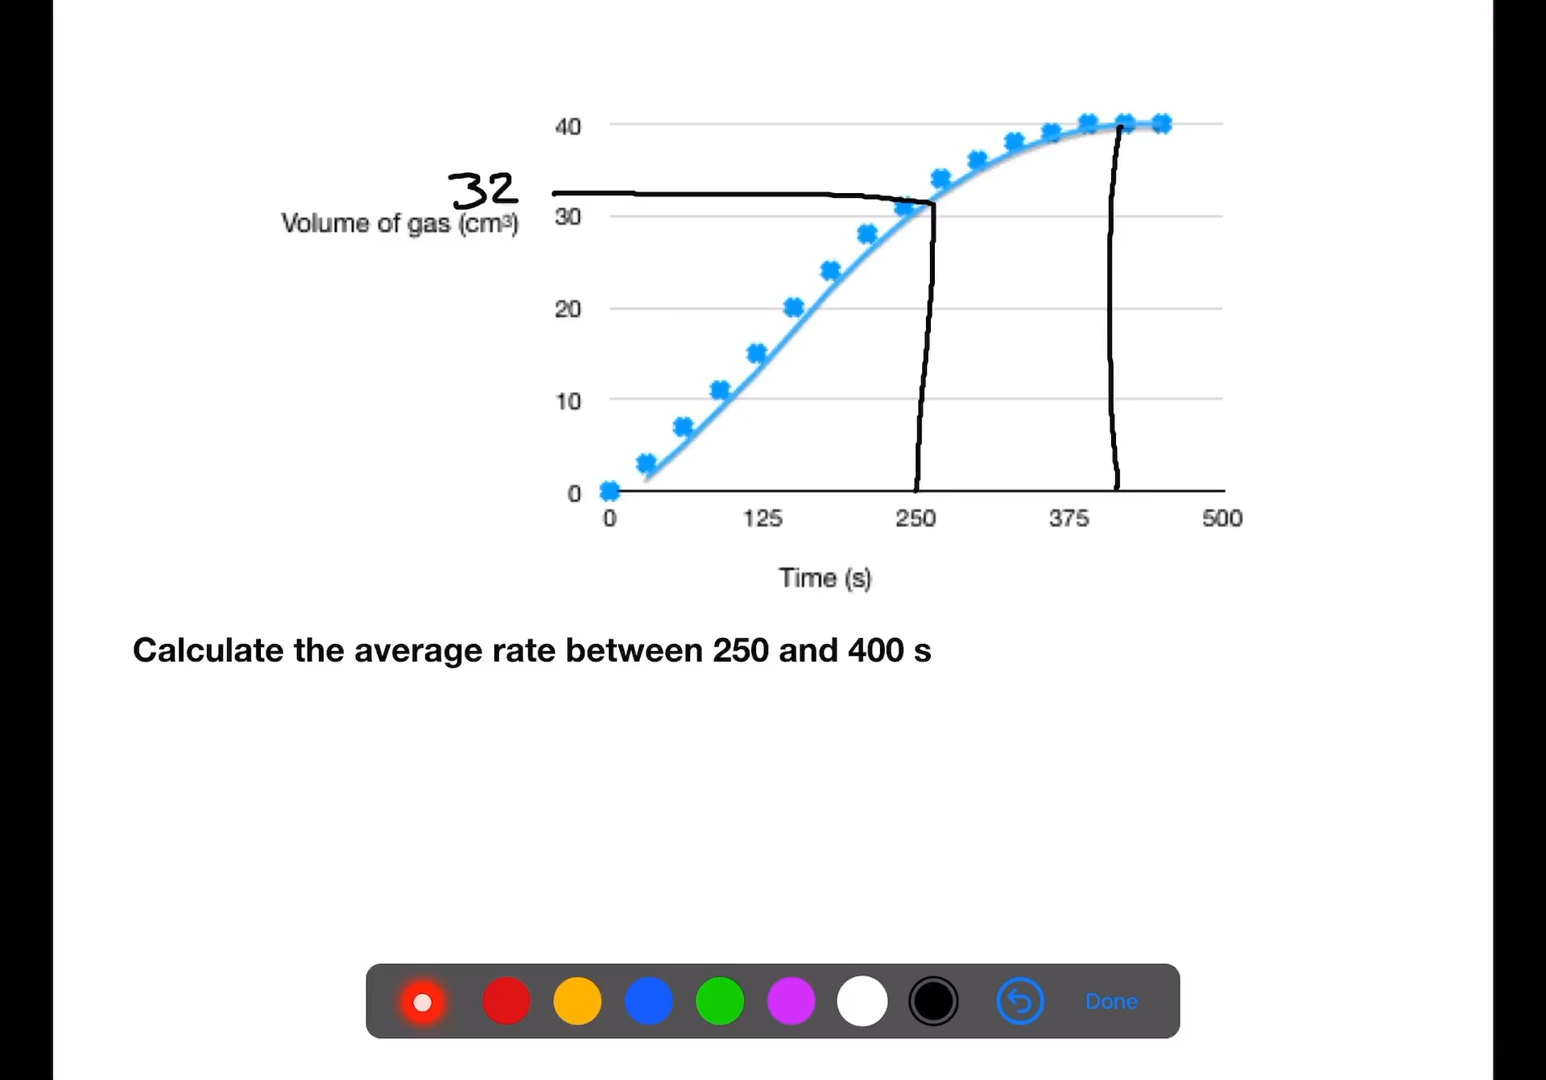 40
32
Volume of gas (cm³)
30
20
10
0
0 125 250 375 500
Time (s)
Calculate the average rate between 250 and 400 s
Done